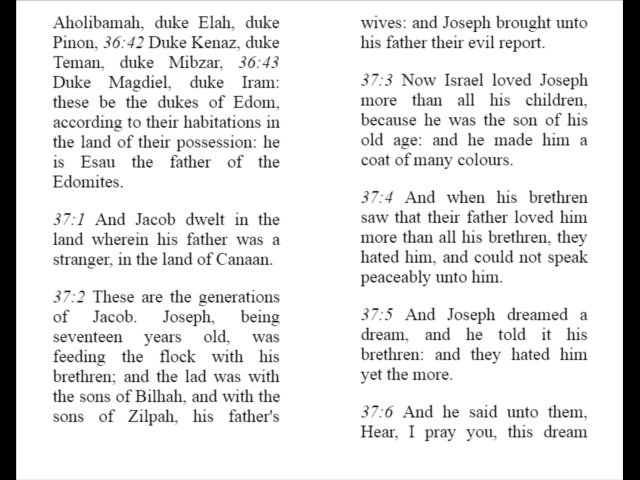 Aholibamah, duke Elah, duke
Pinon, 36:42 Duke Kenaz, duke
Teman, duke Mibzar, 36:43
Duke Magdiel, duke Iram:
these be the dukes of Edom,
according to their habitations in
the land of their possession: he
is Esau the father of the
Edomites.
37:1 And Jacob dwelt in the
land wherein his father was a
stranger, in the land of Canaan.
37:2 These are the generations
of Jacob. Joseph, being
seventeen years old, was
feeding the flock with his
brethren; and the lad was with
the sons of Bilhah, and with the
sons of Zilpah, his father's
wives: and Joseph brought unto
his father their evil report.
37:3 Now Israel loved Joseph
more than all his children,
because he was the son of his
old age: and he made him a
coat of many colours.
37:4 And when his brethren
saw that their father loved him
more than all his brethren, they
hated him, and could not speak
peaceably unto him.
37:5 And Joseph dreamed a
dream, and he told it his
brethren: and they hated him
yet the more.
37:6 And he said unto them,
Hear, I pray you, this dream